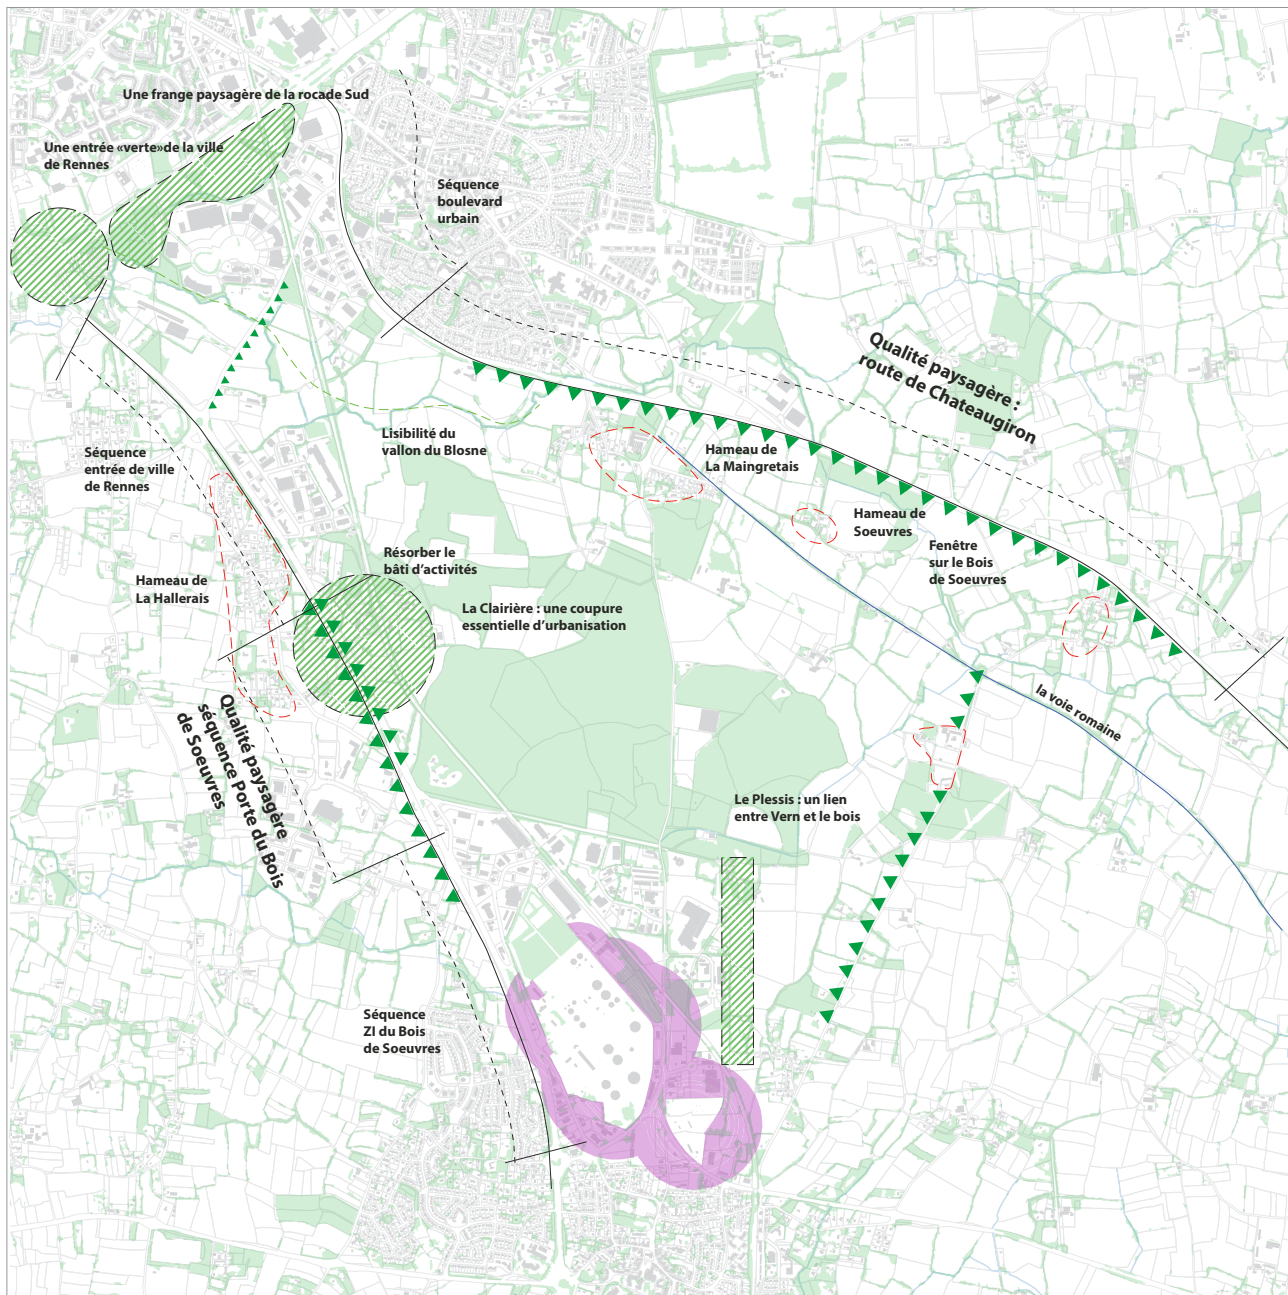 Une frange paysagère de la rocade Sud
Une entrée «verte»de la ville
de Rennes
Séquence
boulevard
urbain
Qualité paysagère :
route de Chateaugiron
Lisibilité du
vallon du Blosne
Séquence
entrée de ville
de Rennes
Hameau de
La Maingretais
Hameau de
Soeuvres
Fenêtre
sur le Bois
de Soeuvres
Résorber le
bâti d'activités
Hameau de
La Hallerais
La Clairière : une coupure
essentielle d'urbanisation
la voie romaine
Qualité paysagère
séquence Porte du Bois
de Soeuvres
Le Plessis : un lien
entre Vern et le bois
Séquence
ZI du Bois
de Soeuvres